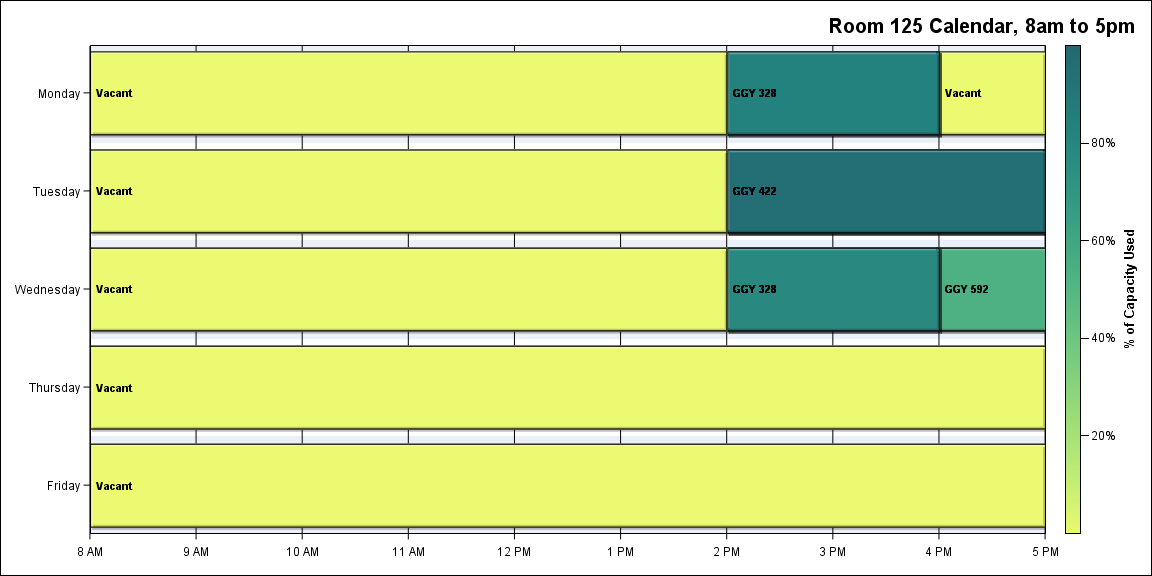 Room 125 Calendar, 8am to 5pm
Monday
Vacant
GGY 328
Vacant
Tuesday
Vacant
GGY 422
Wednesday
Vacant
GGY 328
GGY 592
Thursday
Vacant
Friday
Vacant
8 AM 9 AM 10 AM 11 AM 12 PM 1 PM 2 PM 3 PM 4 PM 5 PM
80%
60%
40%
20%
% of Capacity Used